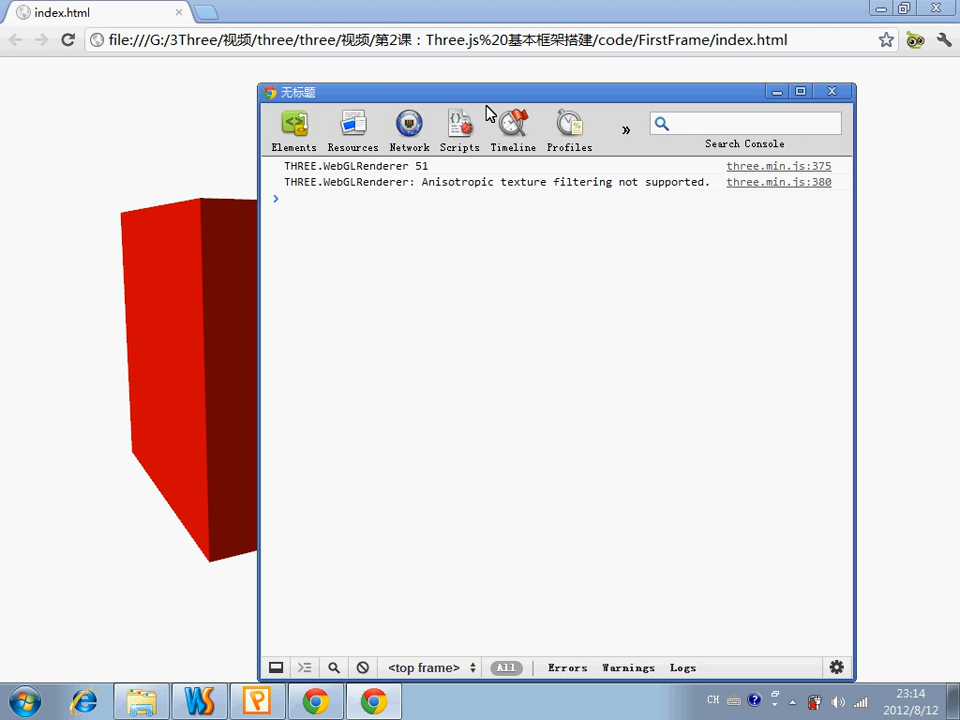 index.html
file:///G:/3Three/视频/three/three/视频/第2课：Three.js%20基本框架搭建/code/FirstFrame/index.html
无标题
Elements Resources Network Scripts Timeline Profiles » Search Console
THREE.WebGLRenderer 51 three.min.js:375
THREE.WebGLRenderer: Anisotropic texture filtering not supported. three.min.js:380
>
<top frame> All Errors Warnings Logs
CH 23:14
2012/8/12